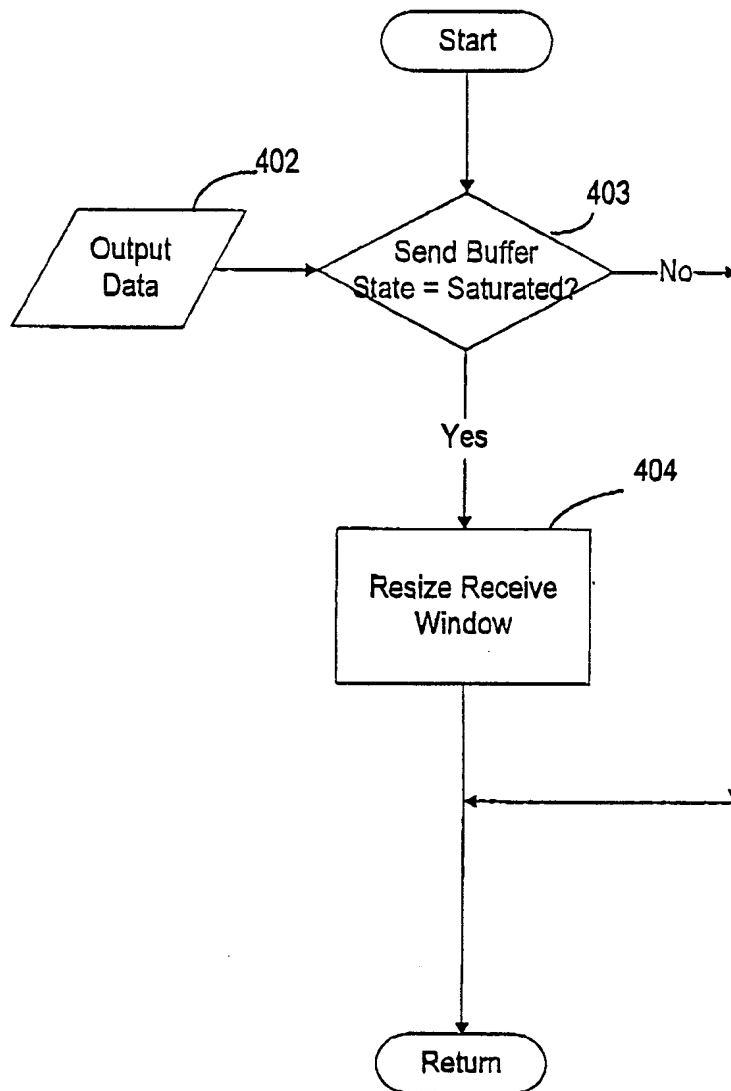 Start
402
Output
Data
403
Send Buffer
State = Saturated?
No
Yes
404
Resize Receive
Window
Return